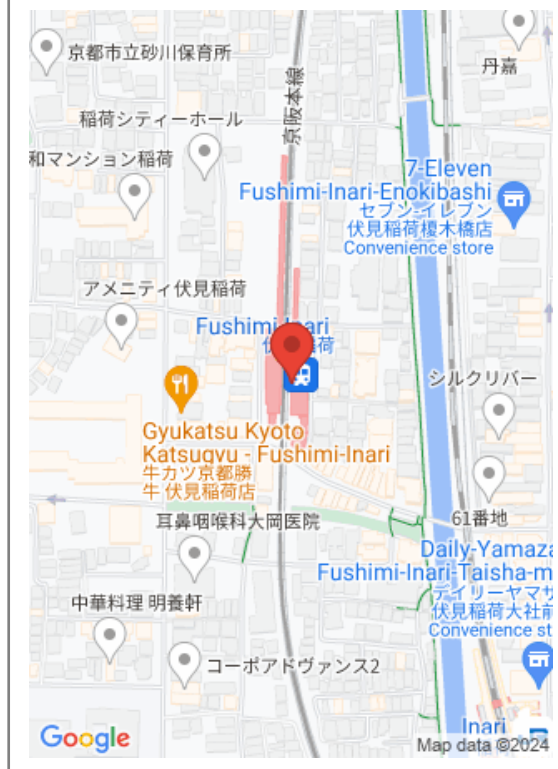 京都市立砂川保育所
丹嘉
京阪本線
稲荷シティーホール
和マンション稲荷
7-Eleven
Fushimi-Inari-Enokibashi
セブン-イレブン
伏見稲荷榎木橋店
Convenience store
アメニティ伏見稲荷
Fushimi-Inari
シルクリバー
Gyukatsu Kyoto
Katsugyu - Fushimi-Inari
牛カツ京都勝
牛 伏見稲荷店
61番地
耳鼻咽喉科大岡医院
Daily-Yamaza
Fushimi-Inari-Taisha-m
デイリーヤマザ
伏見稲荷大社前
Convenience st
中華料理 明養軒
コーポアドヴァンス2
Inari
Google
Map data ©2024